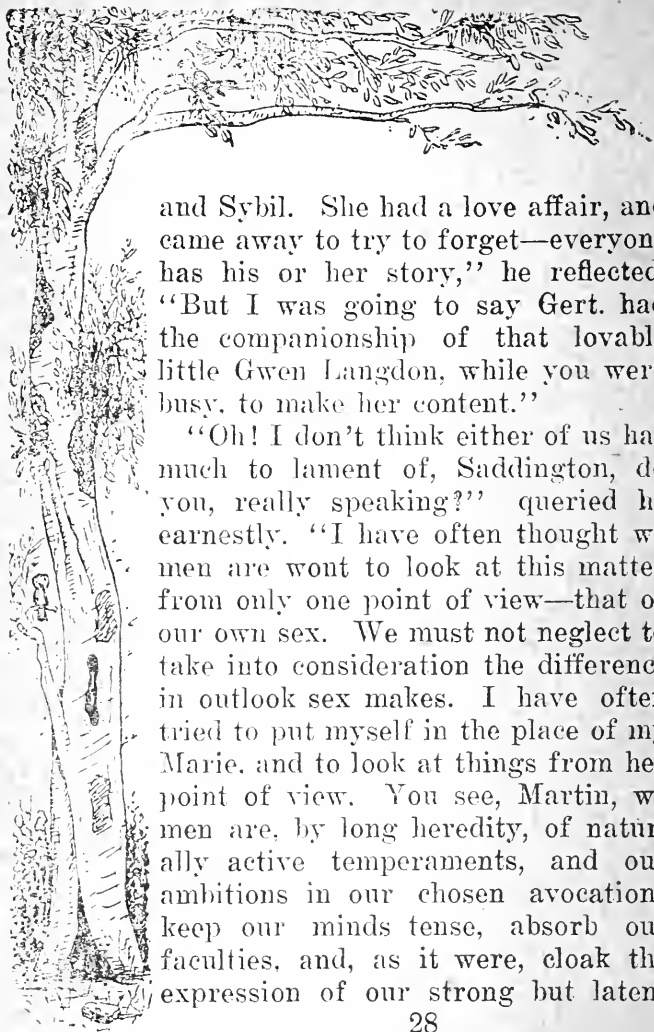 and Sybil. She had a love affair, an
came away to try to forget—everyon
has his or her story," he reflected
"But I was going to say Gert. ha
the companionship of that lovabl
little Gwen Langdon, while you wer
busy, to make her content."
"Oh! I don't think either of us ha
much to lament of, Saddington, d
you, really speaking?" queried h
earnestly. "I have often thought w
men are wont to look at this matte
from only one point of view—that o
our own sex. We must not neglect t
take into consideration the differenc
in outlook sex makes. I have ofte
tried to put myself in the place of m
Marie, and to look at things from he
point of view. You see, Martin, w
men are, by long heredity, of natur
ally active temperaments, and ou
ambitions in our chosen avocation
keep our minds tense, absorb ou
faculties, and, as it were, cloak th
expression of our strong but laten
28